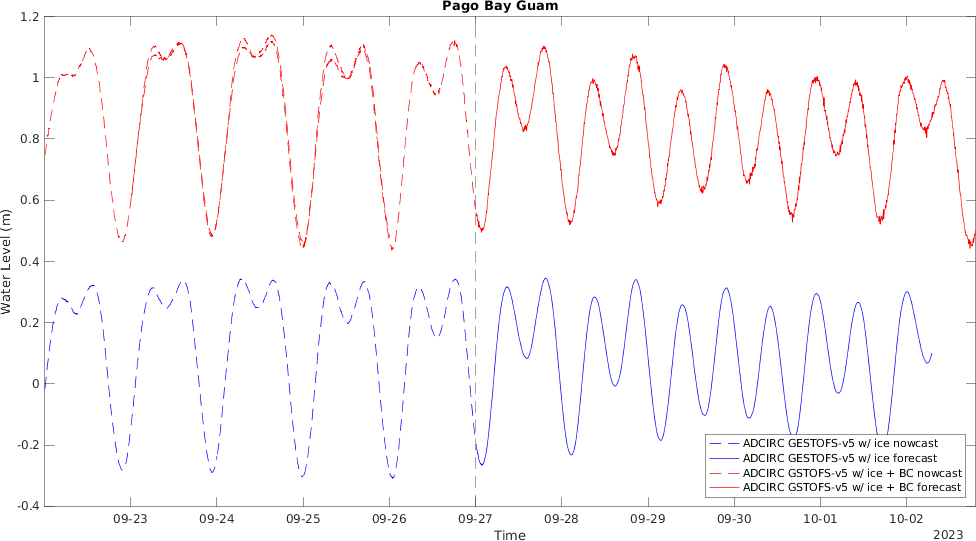 Pago Bay Guam
1.2
1
0.8
0.6
0.4
0.2
0
-0.2
-0.4
Water Level (m)
ADCIRC GESTOFS-v5 w/ ice nowcast
ADCIRC GESTOFS-v5 w/ ice forecast
ADCIRC GSTOFS-v5 w/ ice + BC nowcast
ADCIRC GSTOFS-v5 w/ ice + BC forecast
09-23 09-24 09-25 09-26 09-27 09-28 09-29 09-30 10-01 10-02
Time
2023